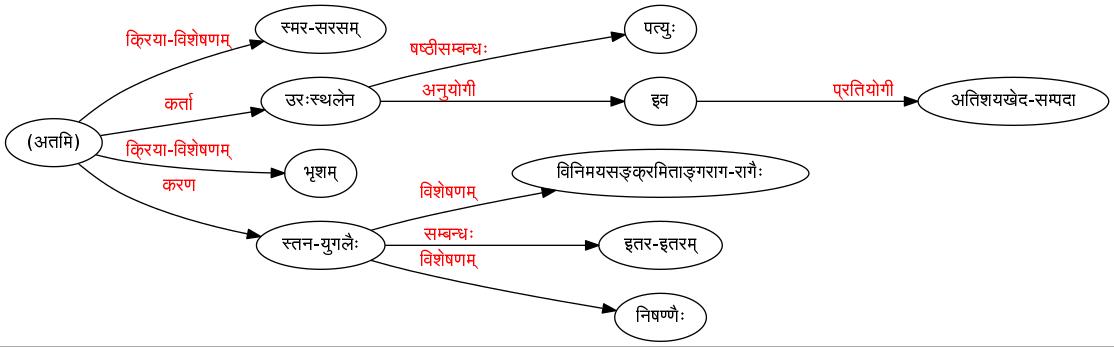 स्मर-सरसम्
पत्युः
क्रिया-विशेषणम्
षष्ठीसम्बन्धः
कर्ता
उरःस्थलेन
अनुयोगी
इव
प्रतियोगी
अतिशयखेद-सम्पदा
(अतमि)
क्रिया-विशेषणम्
भृशम्
विनिमयसङ्क्रमिताङ्गराग-रागैः
करण
विशेषणम्
स्तन-युगलैः
सम्बन्धः
इतर-इतरम्
विशेषणम्
निषण्णैः